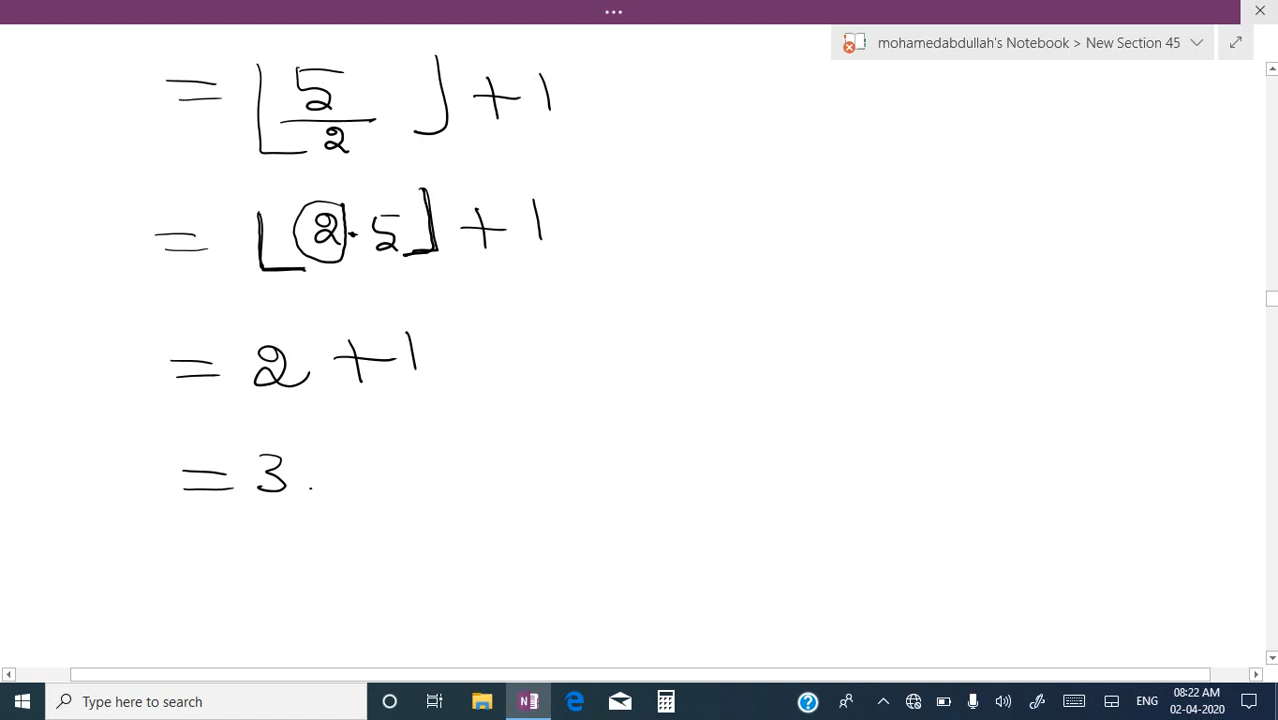 mohamedabdullah's Notebook > New Section 45
= ⌊5/2⌋ + 1
= ⌊2.5⌋ + 1
= 2 + 1
= 3.
Type here to search
ENG
08:22 AM
02-04-2020